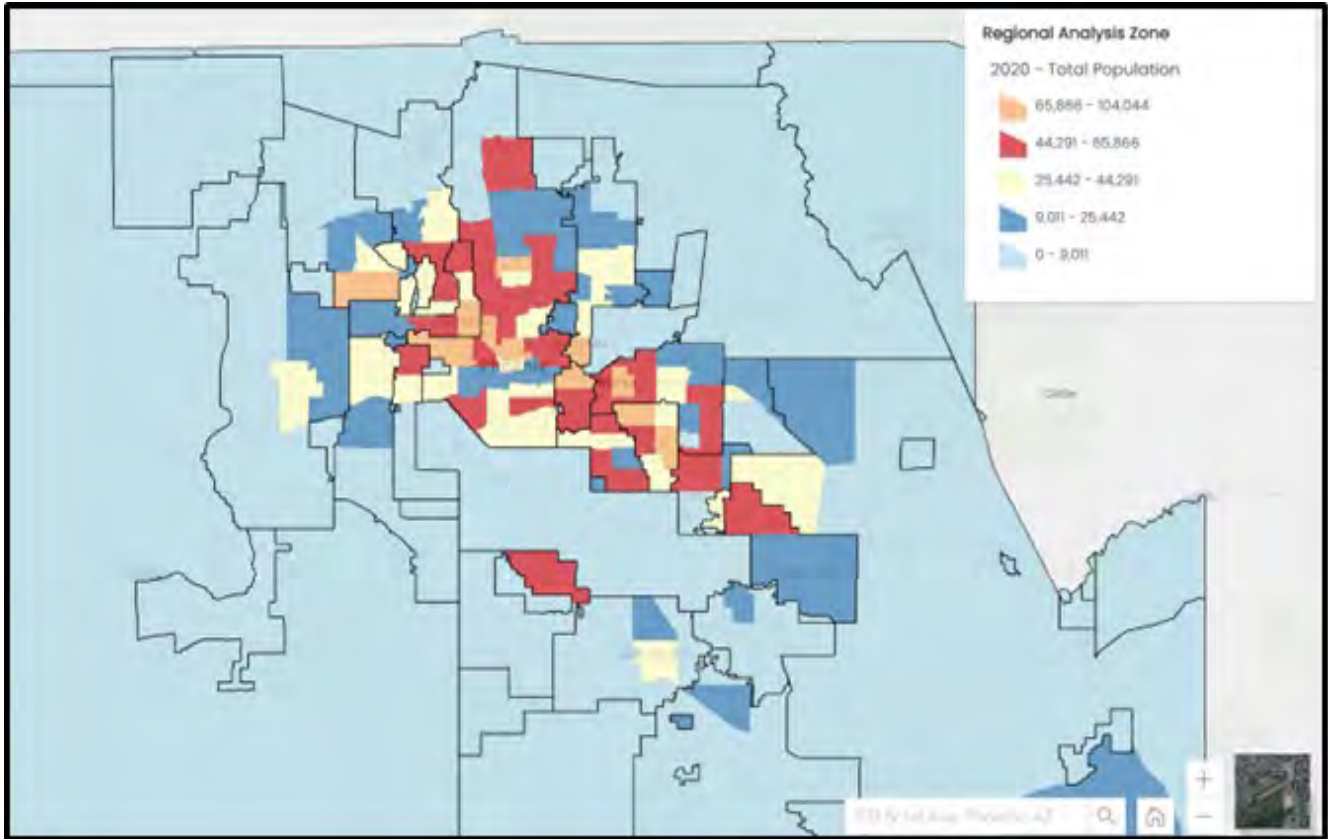 Regional Analysis Zone
2020 - Total Population
65,866 - 104,044
44,291 - 65,866
25,442 - 44,291
9,011 - 25,442
0 - 9,011
Globe
+
−